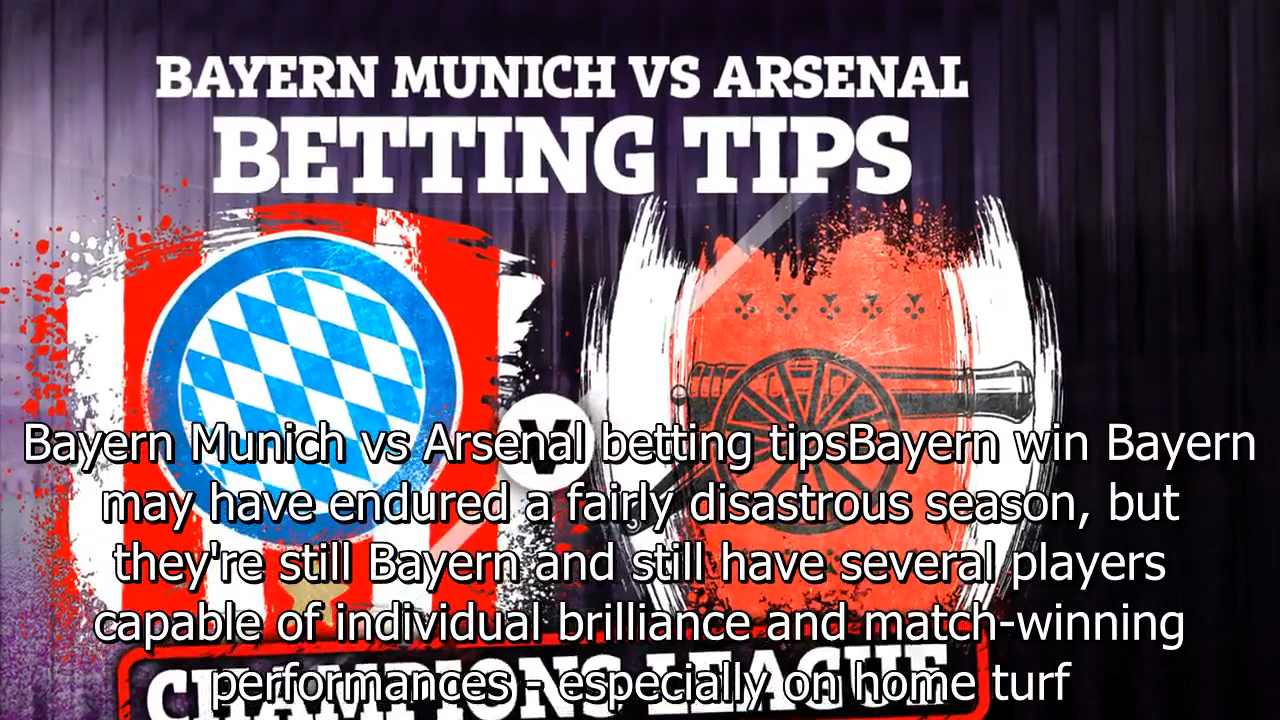 BAYERN MUNICH VS ARSENAL
BETTING TIPS
V
Bayern Munich vs Arsenal betting tipsBayern win Bayern
may have endured a fairly disastrous season, but
they're still Bayern and still have several players
capable of individual brilliance and match-winning
performances - especially on home turf
CHAMPIONS LEAGUE